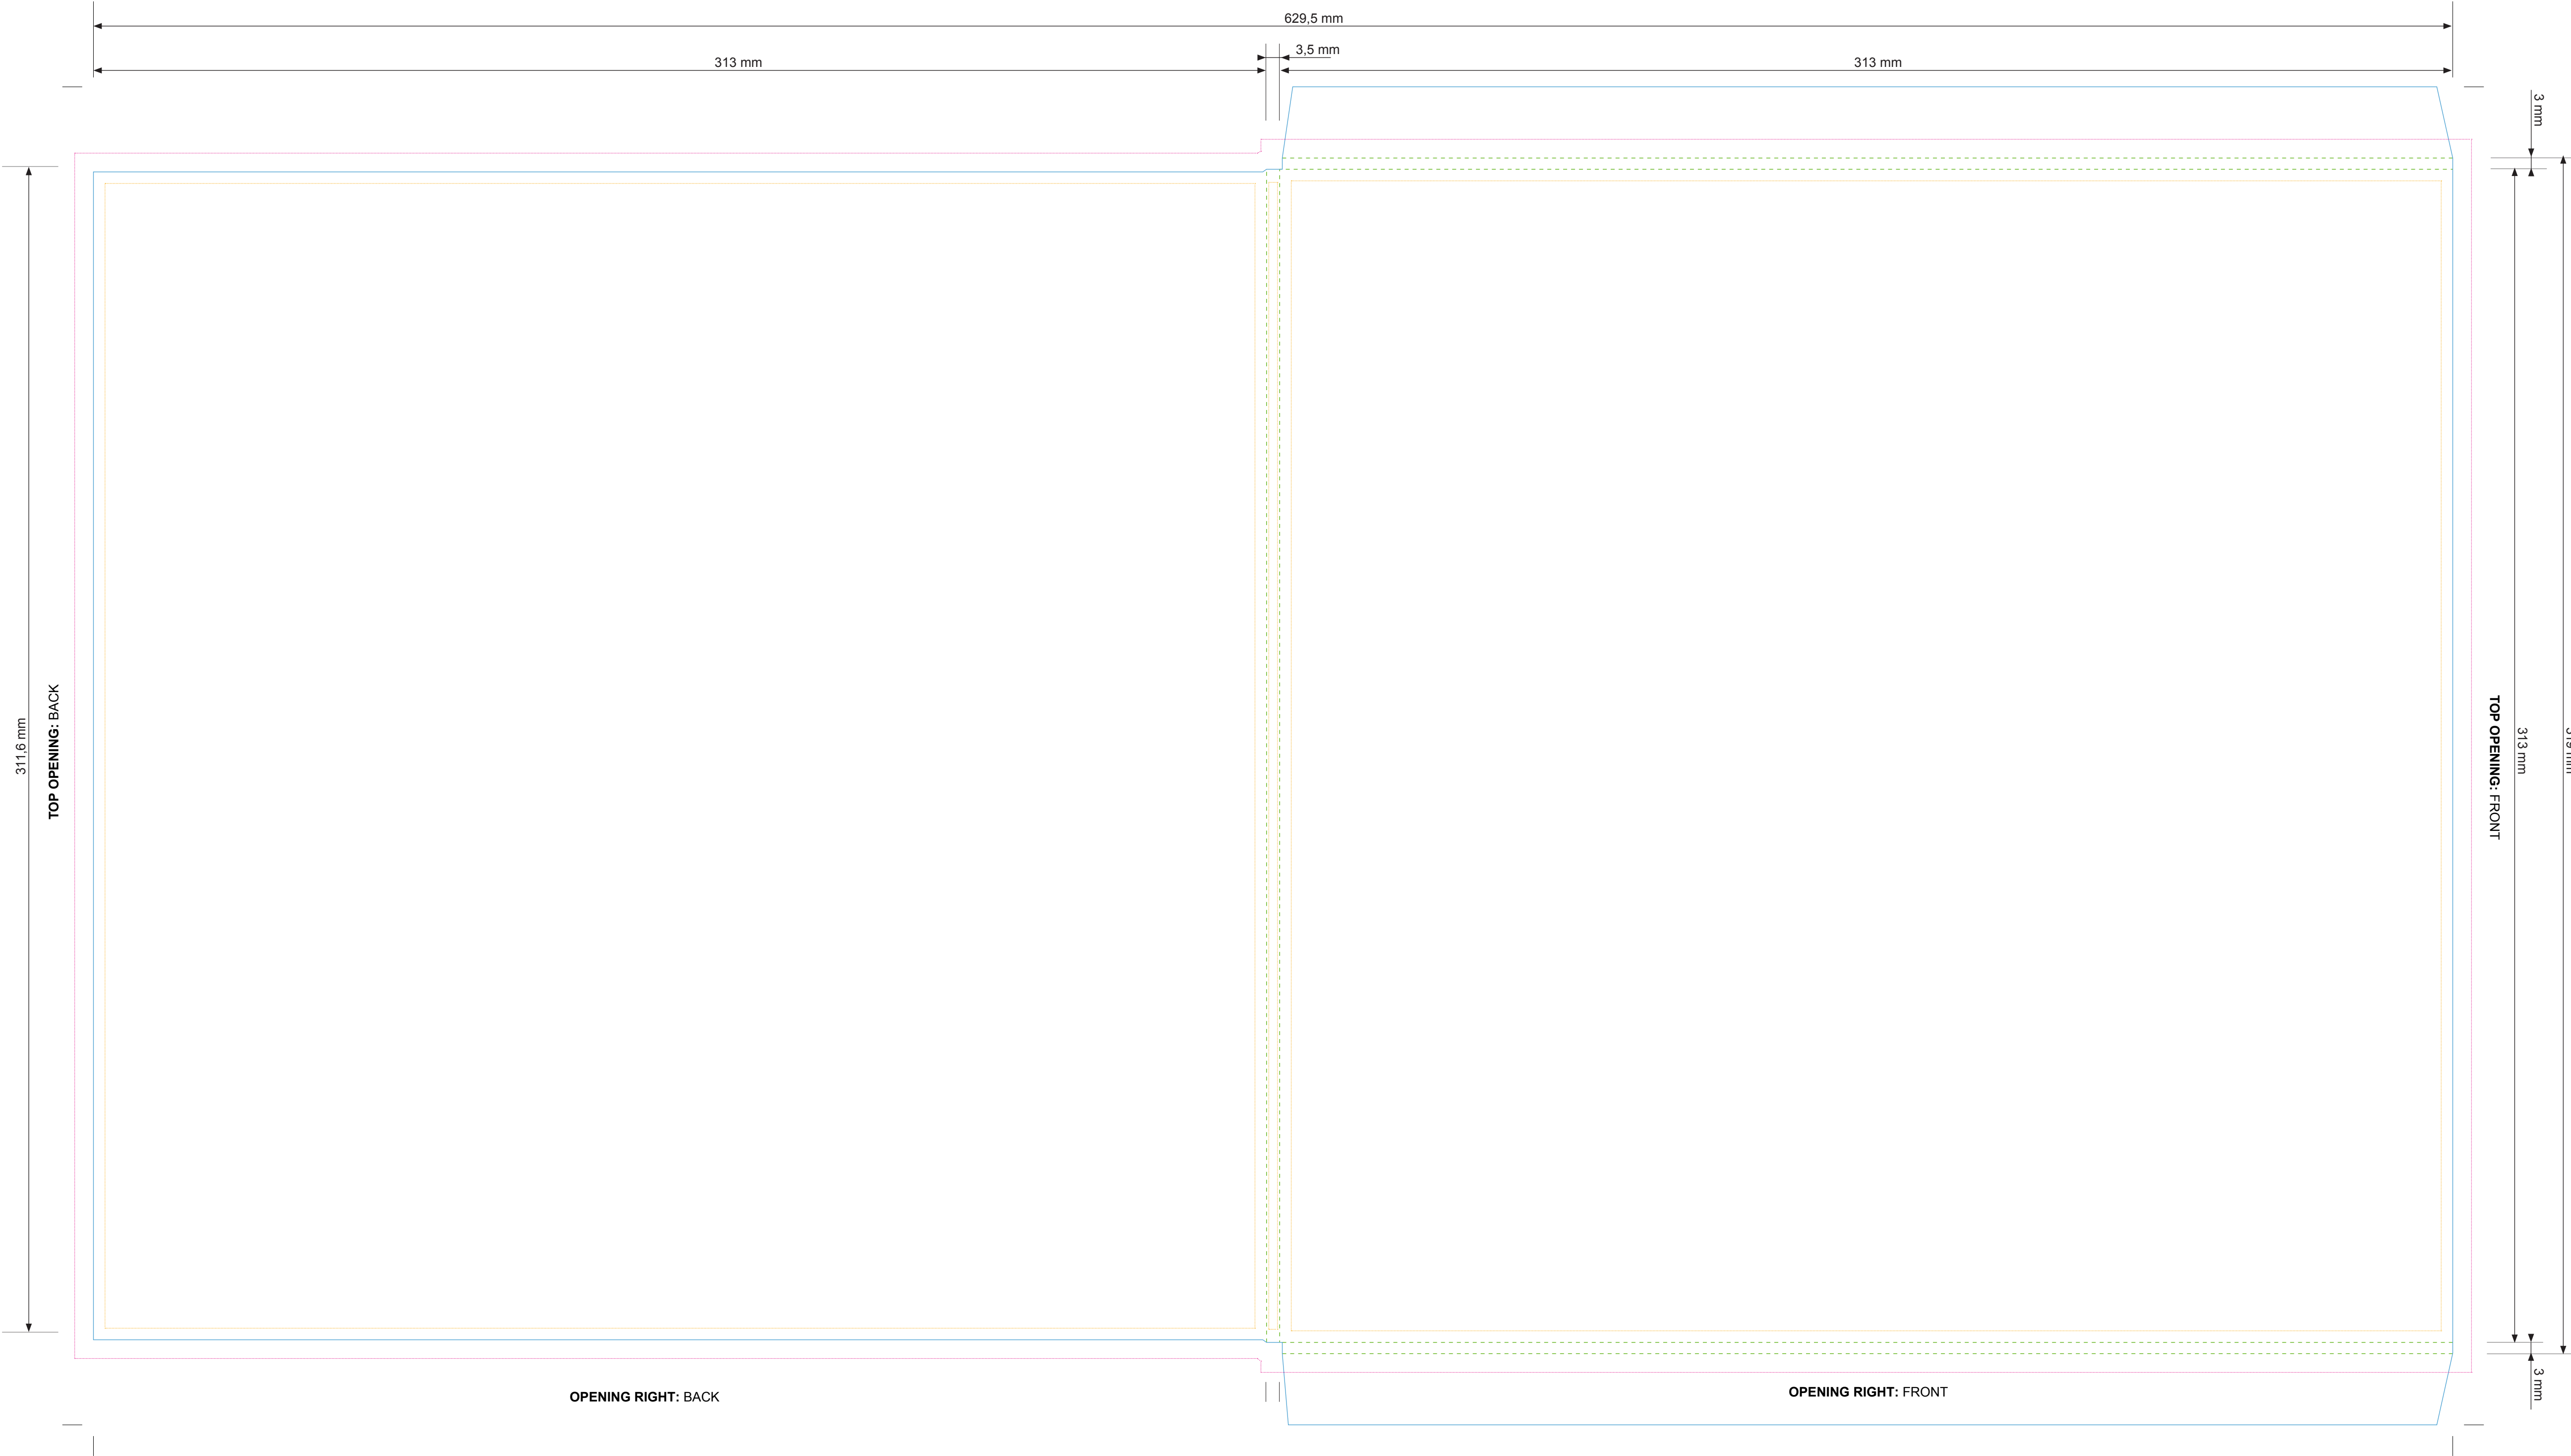 629,5 mm
3,5 mm
313 mm
313 mm
3 mm
311,6 mm
TOP OPENING: BACK
TOP OPENING: FRONT
313 mm
3 mm
OPENING RIGHT: BACK
OPENING RIGHT: FRONT